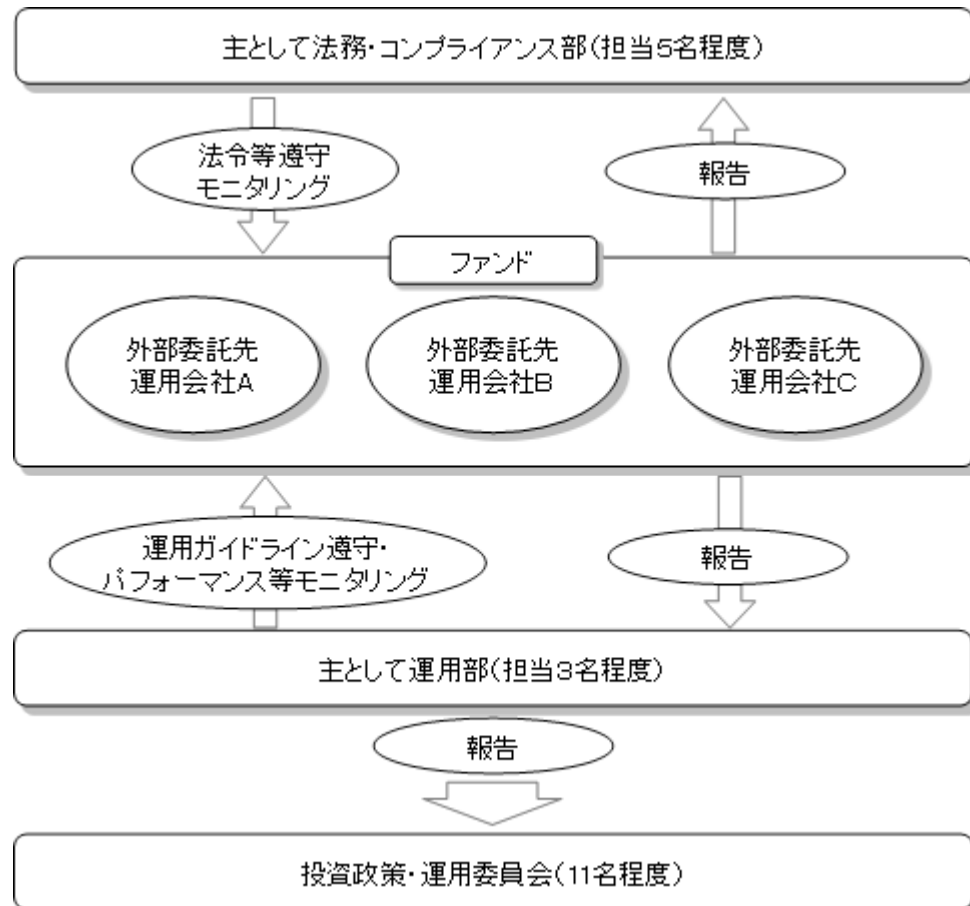 主として法務・コンプライアンス部(担当5名程度)
法令等遵守
モニタリング
報告
ファンド
外部委託先
運用会社A
外部委託先
運用会社B
外部委託先
運用会社C
運用ガイドライン遵守・
パフォーマンス等モニタリング
報告
主として運用部(担当3名程度)
報告
投資政策・運用委員会(11名程度)